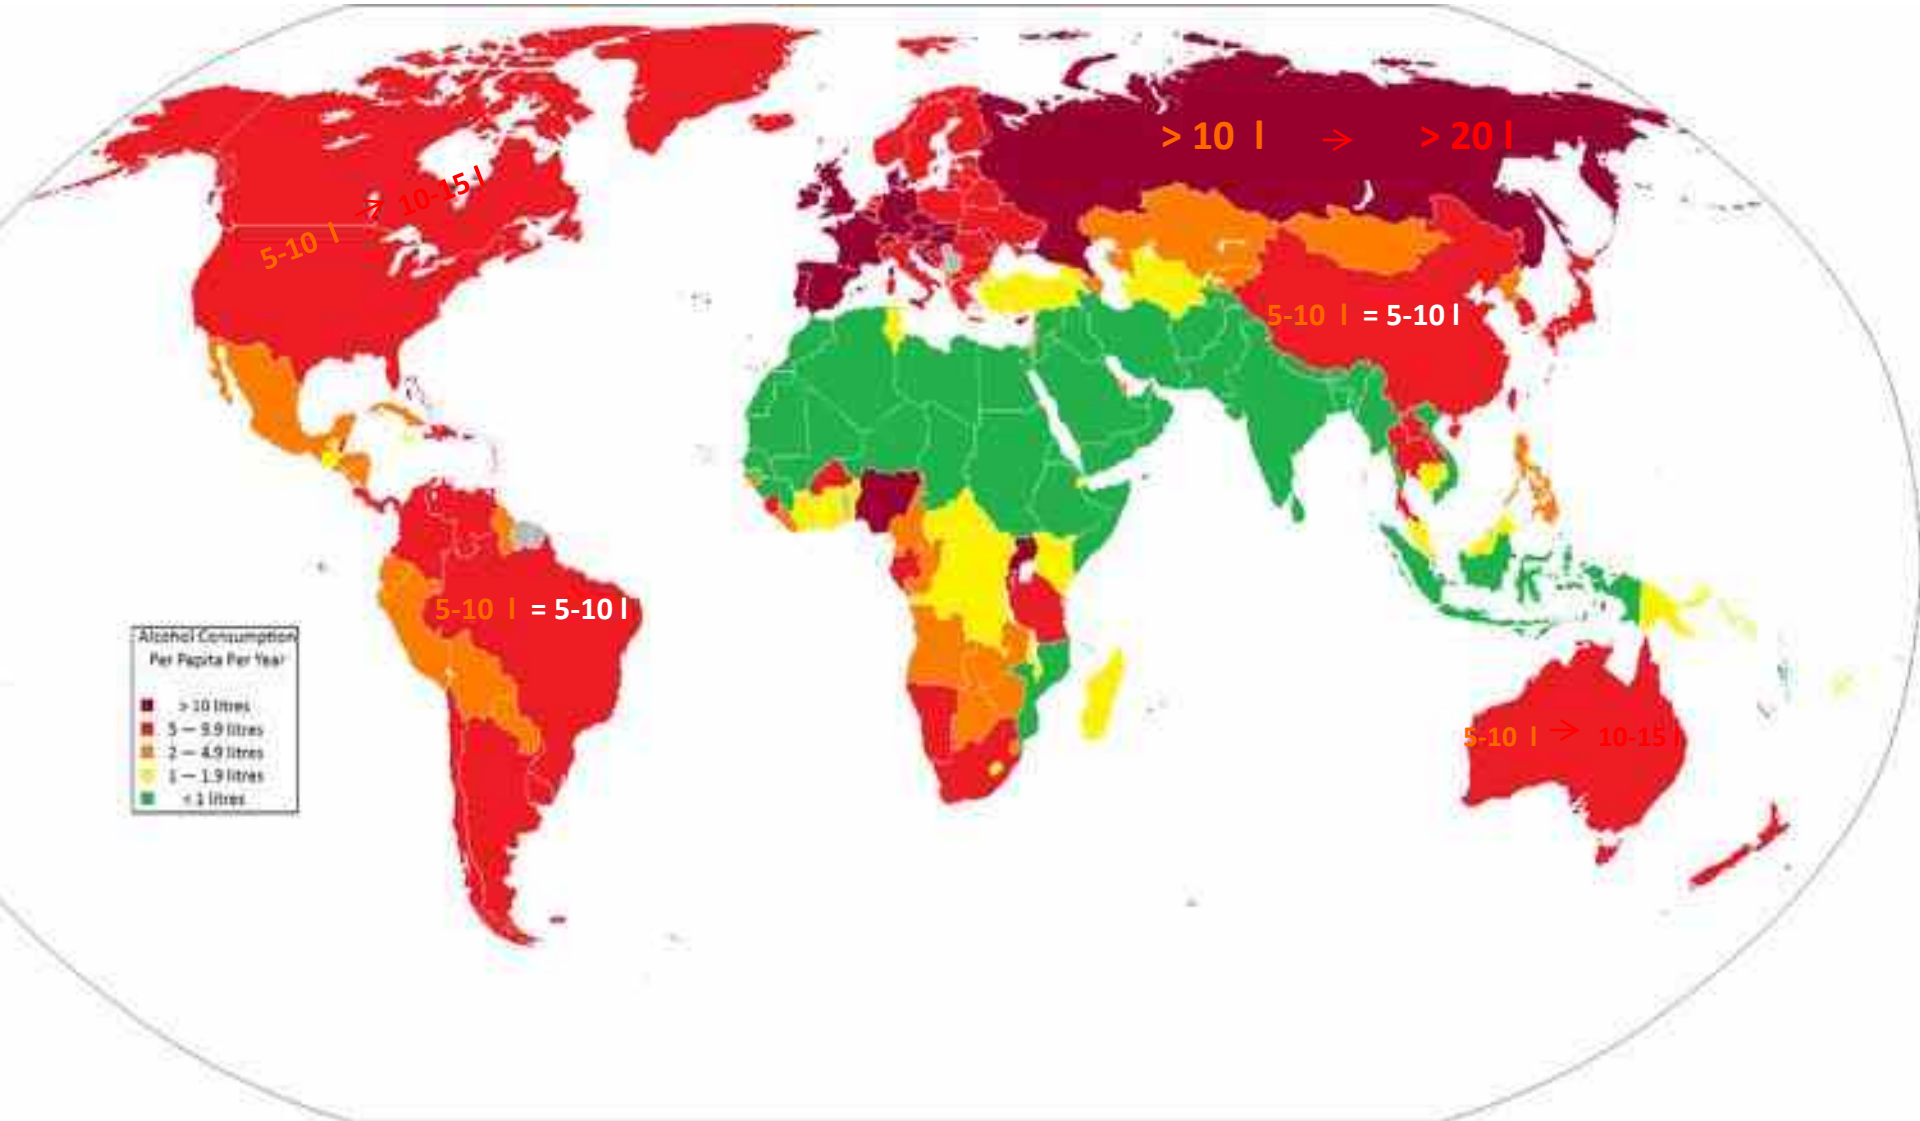 > 10 l → > 20 l
5-10 l → 10-15 l
5-10 l = 5-10 l
5-10 l = 5-10 l
Alcohol Consumption
Per Papita Per Year
> 10 litres
5 — 9.9 litres
2 — 4.9 litres
1 — 1.9 litres
< 1 litres
5-10 l → 10-15 l